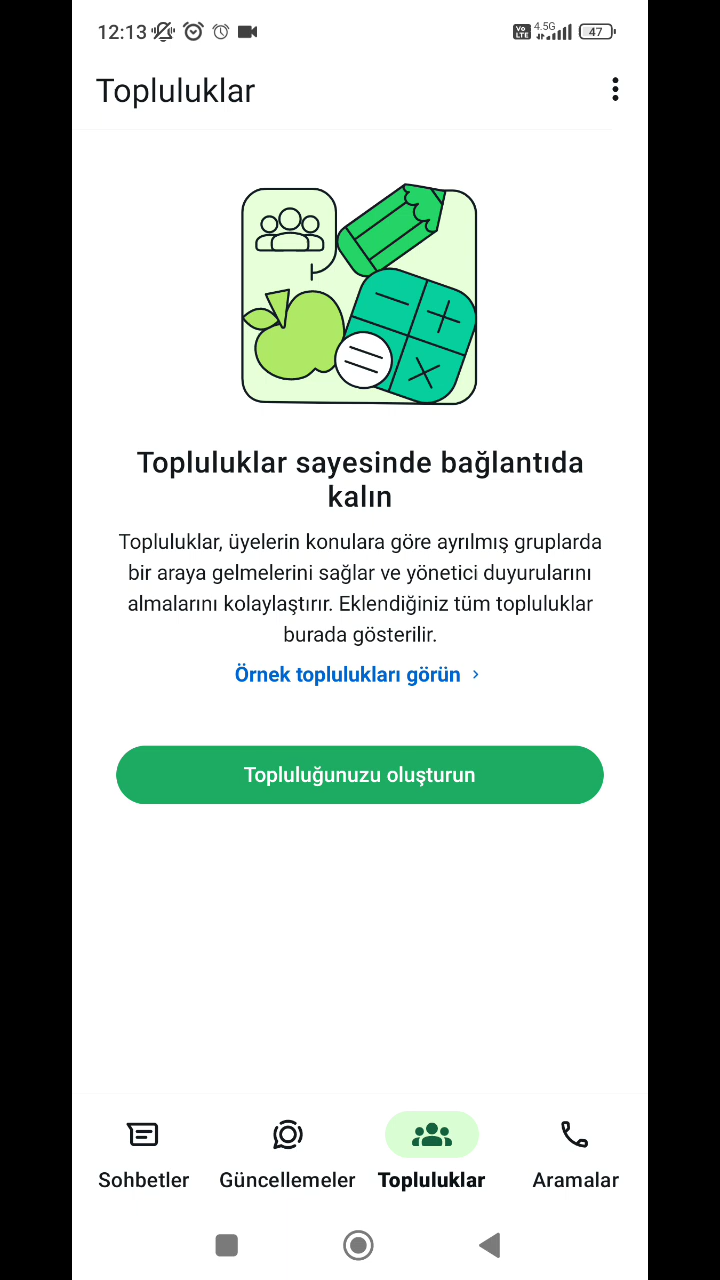 12:13
Vo LTE 4.5G 47
Topluluklar
Topluluklar sayesinde bağlantıda
kalın
Topluluklar, üyelerin konulara göre ayrılmış gruplarda
bir araya gelmelerini sağlar ve yönetici duyurularını
almalarını kolaylaştırır. Eklendiğiniz tüm topluluklar
burada gösterilir.
Örnek toplulukları görün
Topluluğunuzu oluşturun
Sohbetler Güncellemeler Topluluklar Aramalar